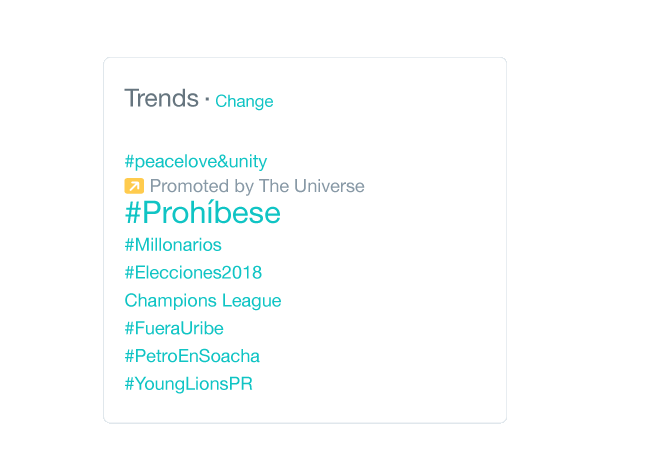 Trends · Change
#peacelove&unity
Promoted by The Universe
#Prohíbese
#Millonarios
#Elecciones2018
Champions League
#FueraUribe
#PetroEnSoacha
#YoungLionsPR